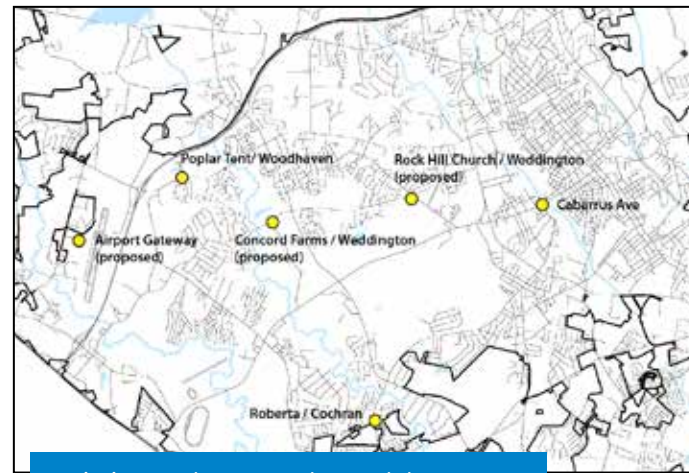 Poplar Tent/ Woodhaven
Rock Hill Church / Weddington
(proposed)
Cabarrus Ave
Airport Gateway
(proposed)
Concord Farms / Weddington
(proposed)
Roberta / Cochran